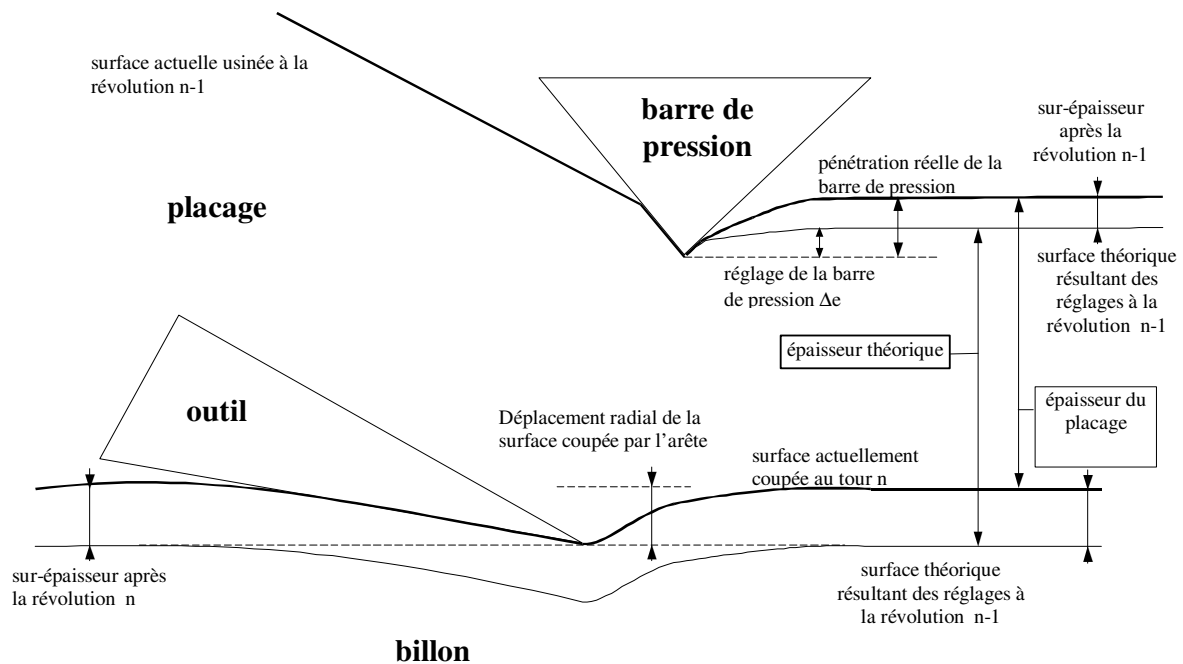 surface actuelle usinée à la
révolution n-1
barre de
pression
sur-épaisseur
après la
révolution n-1
pénétration réelle de la
barre de pression
placage
réglage de la barre
de pression Δe
surface théorique
résultant des
réglages à la
révolution n-1
épaisseur théorique
outil
Déplacement radial de la
surface coupée par l'arête
épaisseur du
placage
surface actuellement
coupée au tour n
sur-épaisseur après
la révolution n
surface théorique
résultant des réglages à
la révolution n-1
billon